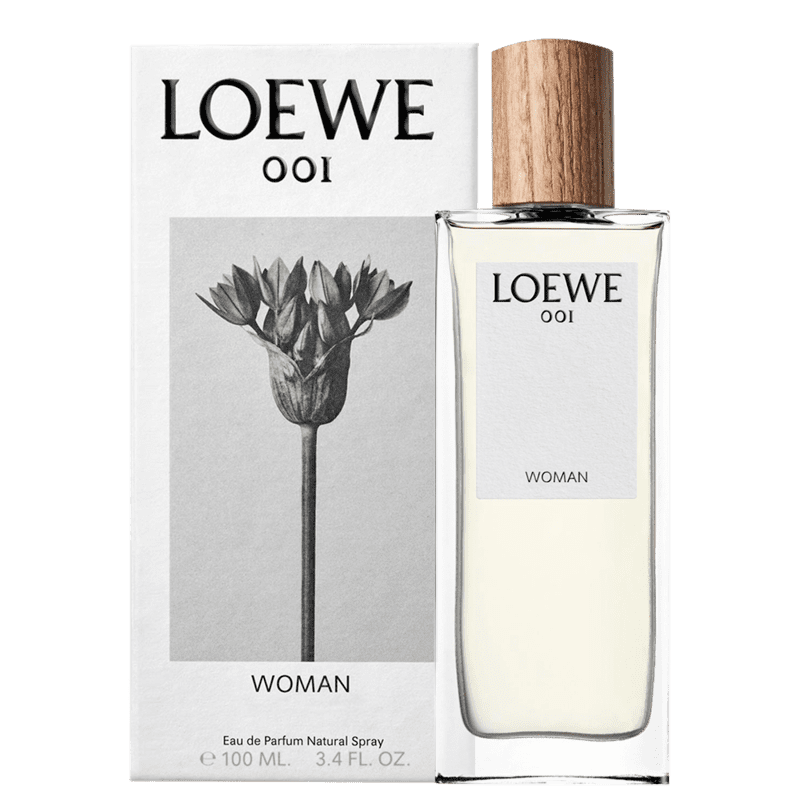 LOEWE
001
WOMAN
Eau de Parfum Natural Spray
℮ 100 ML. 3.4 FL. OZ.
LOEWE
001
WOMAN